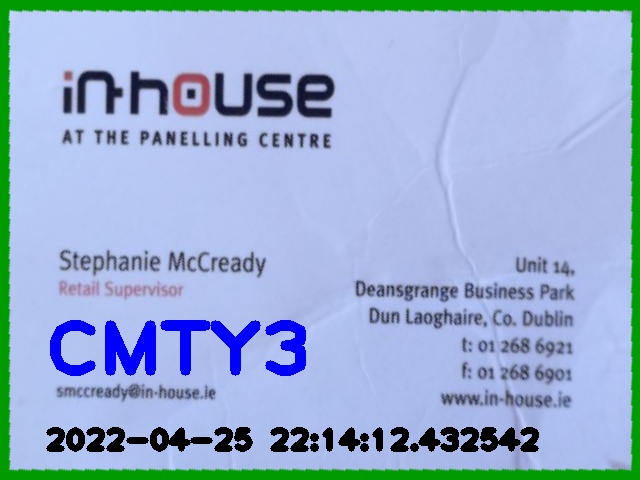 in-house
AT THE PANELLING CENTRE
Stephanie McCready
Retail Supervisor
CMTY3
smccready@in-house.ie
Unit 14,
Deansgrange Business Park
Dun Laoghaire, Co. Dublin
t: 01 268 6921
f: 01 268 6901
www.in-house.ie
2022-04-25 22:14:12.432542